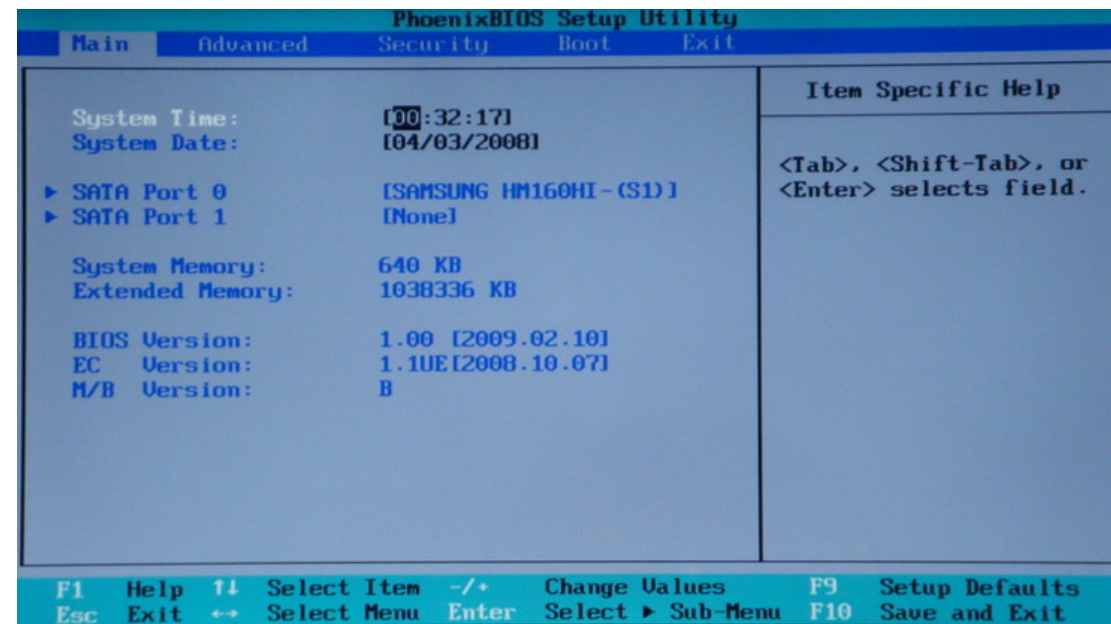 PhoenixBIOS Setup Utility
Main Advanced Security Boot Exit
Item Specific Help
System Time: [00:32:17]
System Date: [04/03/2008]
<Tab>, <Shift-Tab>, or
<Enter> selects field.
▶ SATA Port 0 [SAMSUNG HM160HI-(S1)]
▶ SATA Port 1 [None]
System Memory: 640 KB
Extended Memory: 1038336 KB
BIOS Version: 1.00 [2009.02.10]
EC Version: 1.1UE[2008.10.07]
M/B Version: B
F1 Help ↑↓ Select Item -/+ Change Values F9 Setup Defaults
Esc Exit ↔ Select Menu Enter Select ▶ Sub-Menu F10 Save and Exit